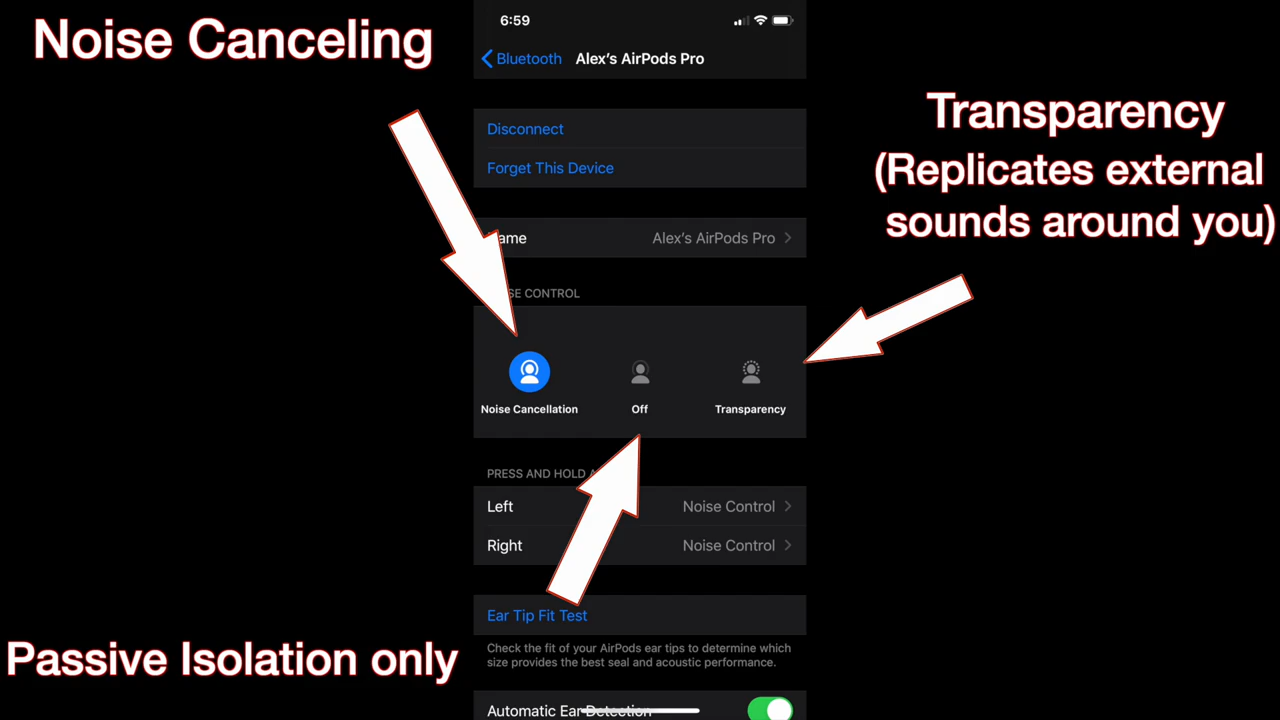 Noise Canceling
6:59
Bluetooth Alex's AirPods Pro
Disconnect
Forget This Device
Transparency
(Replicates external
sounds around you)
Alex's AirPods Pro
CONTROL
Noise Cancellation
Off
Transparency
PRESS AND HOLD
Left Noise Control
Right Noise Control
Ear Tip Fit Test
Check the fit of your AirPods ear tips to determine which
size provides the best seal and acoustic performance.
Passive Isolation only
Automatic Ear Detection